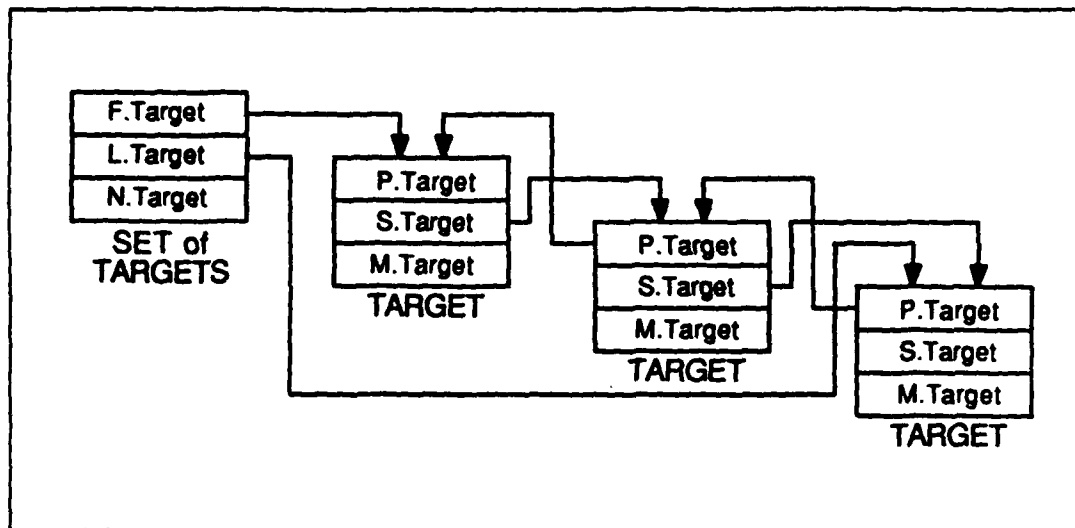 F.Target
L.Target
N.Target
SET of
TARGETS
P.Target
S.Target
M.Target
TARGET
P.Target
S.Target
M.Target
TARGET
P.Target
S.Target
M.Target
TARGET